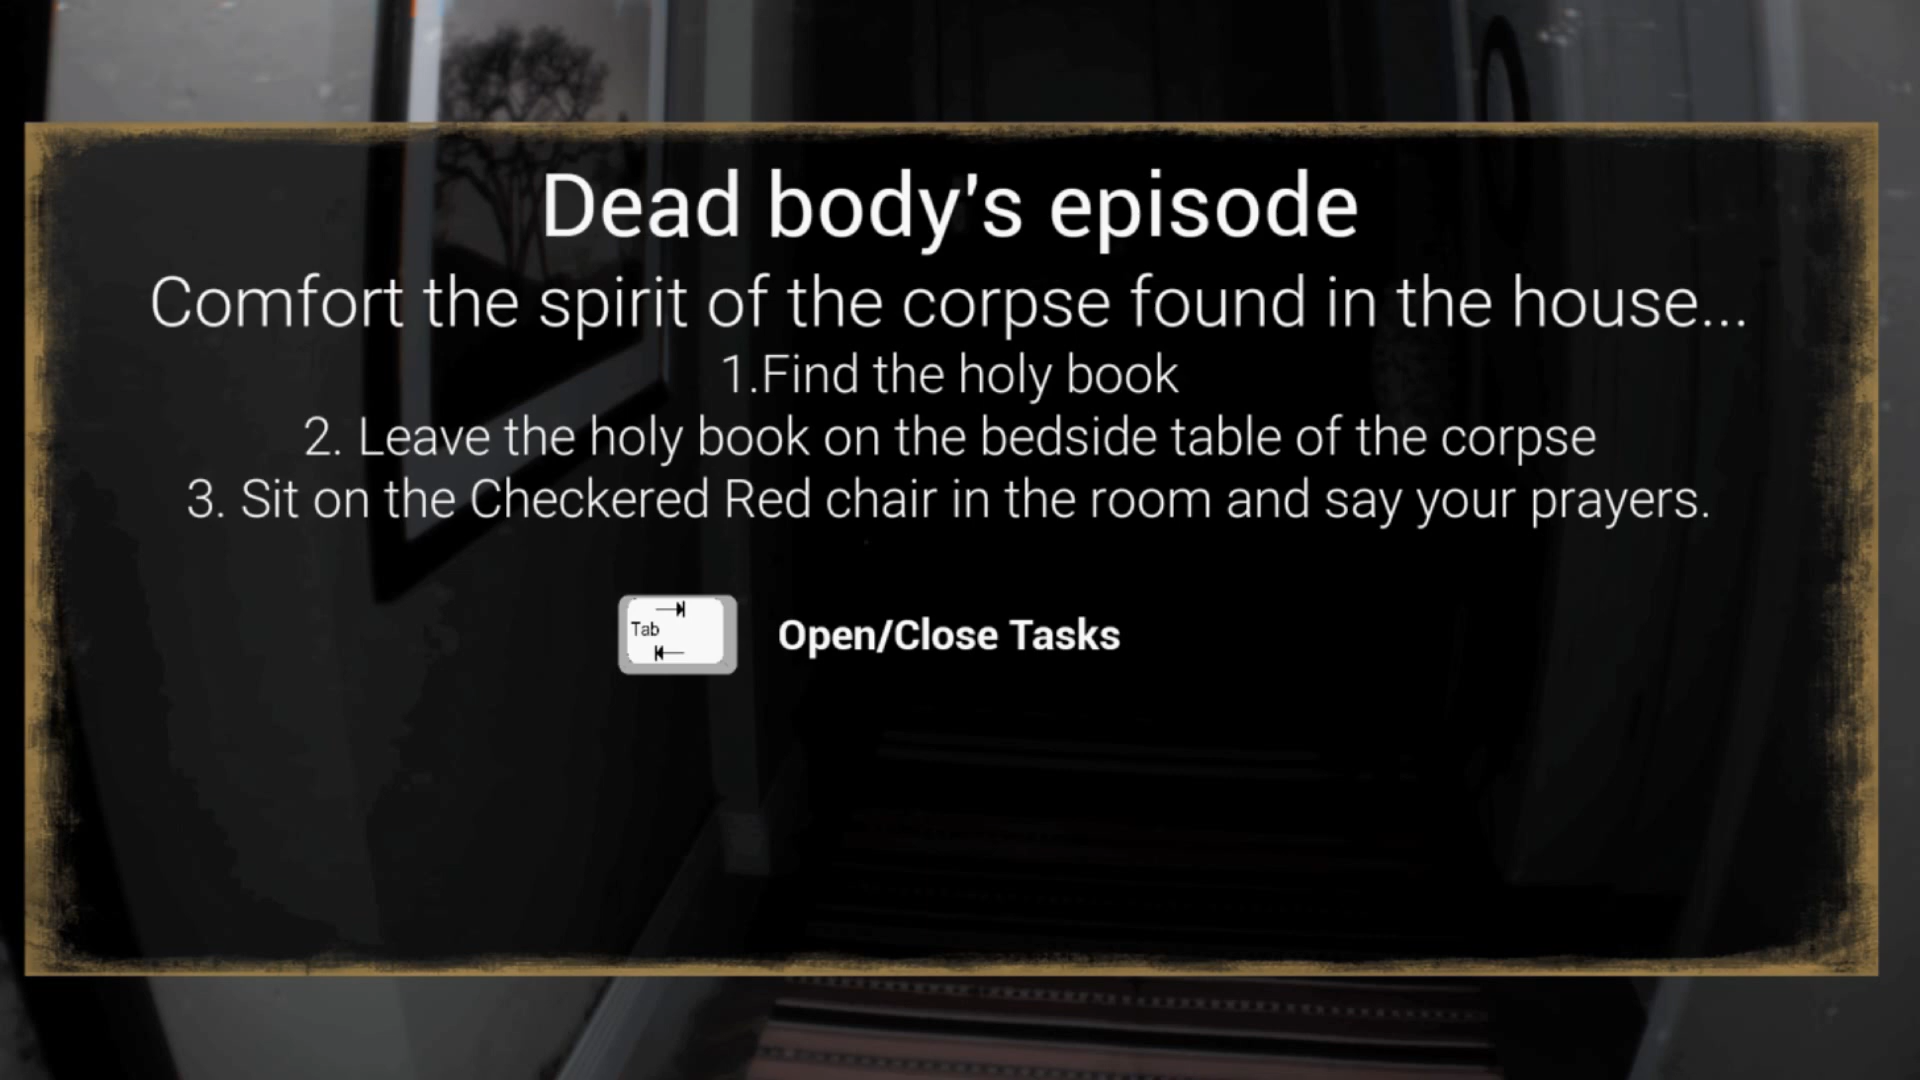 Dead body's episode
Comfort the spirit of the corpse found in the house...
1.Find the holy book
2. Leave the holy book on the bedside table of the corpse
3. Sit on the Checkered Red chair in the room and say your prayers.
Tab
Open/Close Tasks